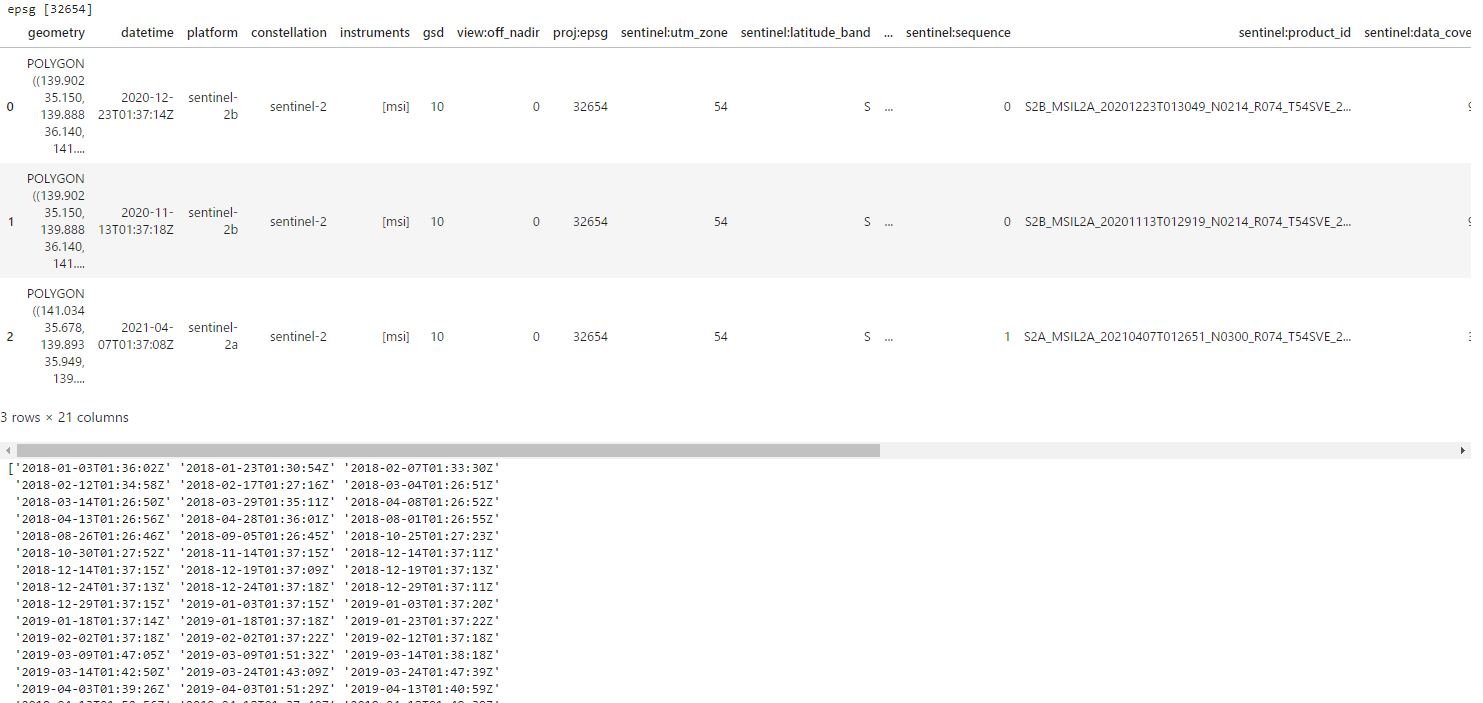 epsg [32654]
geometry datetime platform constellation instruments gsd view:off_nadir proj:epsg sentinel:utm_zone sentinel:latitude_band ... sentinel:sequence sentinel:product_id sentinel:data_cove
POLYGON
((139.902
35.150,
0 139.888 2020-12-23T01:37:14Z sentinel-2b sentinel-2 [msi] 10 0 32654 54 S ... 0 S2B_MSIL2A_20201223T013049_N0214_R074_T54SVE_2...
36.140,
141....
POLYGON
((139.902
35.150,
1 139.888 2020-11-13T01:37:18Z sentinel-2b sentinel-2 [msi] 10 0 32654 54 S ... 0 S2B_MSIL2A_20201113T012919_N0214_R074_T54SVE_2...
36.140,
141....
POLYGON
((141.034
35.678,
2 139.893 2021-04-07T01:37:08Z sentinel-2a sentinel-2 [msi] 10 0 32654 54 S ... 1 S2A_MSIL2A_20210407T012651_N0300_R074_T54SVE_2...
35.949,
139....
3 rows × 21 columns
['2018-01-03T01:36:02Z' '2018-01-23T01:30:54Z' '2018-02-07T01:33:30Z'
'2018-02-12T01:34:58Z' '2018-02-17T01:27:16Z' '2018-03-04T01:26:51Z'
'2018-03-14T01:26:50Z' '2018-03-29T01:35:11Z' '2018-04-08T01:26:52Z'
'2018-04-13T01:26:56Z' '2018-04-28T01:36:01Z' '2018-08-01T01:26:55Z'
'2018-08-26T01:26:46Z' '2018-09-05T01:26:45Z' '2018-10-25T01:27:23Z'
'2018-10-30T01:27:52Z' '2018-11-14T01:37:15Z' '2018-12-14T01:37:11Z'
'2018-12-14T01:37:15Z' '2018-12-19T01:37:09Z' '2018-12-19T01:37:13Z'
'2018-12-24T01:37:13Z' '2018-12-24T01:37:18Z' '2018-12-29T01:37:11Z'
'2018-12-29T01:37:15Z' '2019-01-03T01:37:15Z' '2019-01-03T01:37:20Z'
'2019-01-18T01:37:14Z' '2019-01-18T01:37:18Z' '2019-01-23T01:37:22Z'
'2019-02-02T01:37:18Z' '2019-02-02T01:37:22Z' '2019-02-12T01:37:18Z'
'2019-03-09T01:47:05Z' '2019-03-09T01:51:32Z' '2019-03-14T01:38:18Z'
'2019-03-14T01:42:50Z' '2019-03-24T01:43:09Z' '2019-03-24T01:47:39Z'
'2019-04-03T01:39:26Z' '2019-04-03T01:51:29Z' '2019-04-13T01:40:59Z'